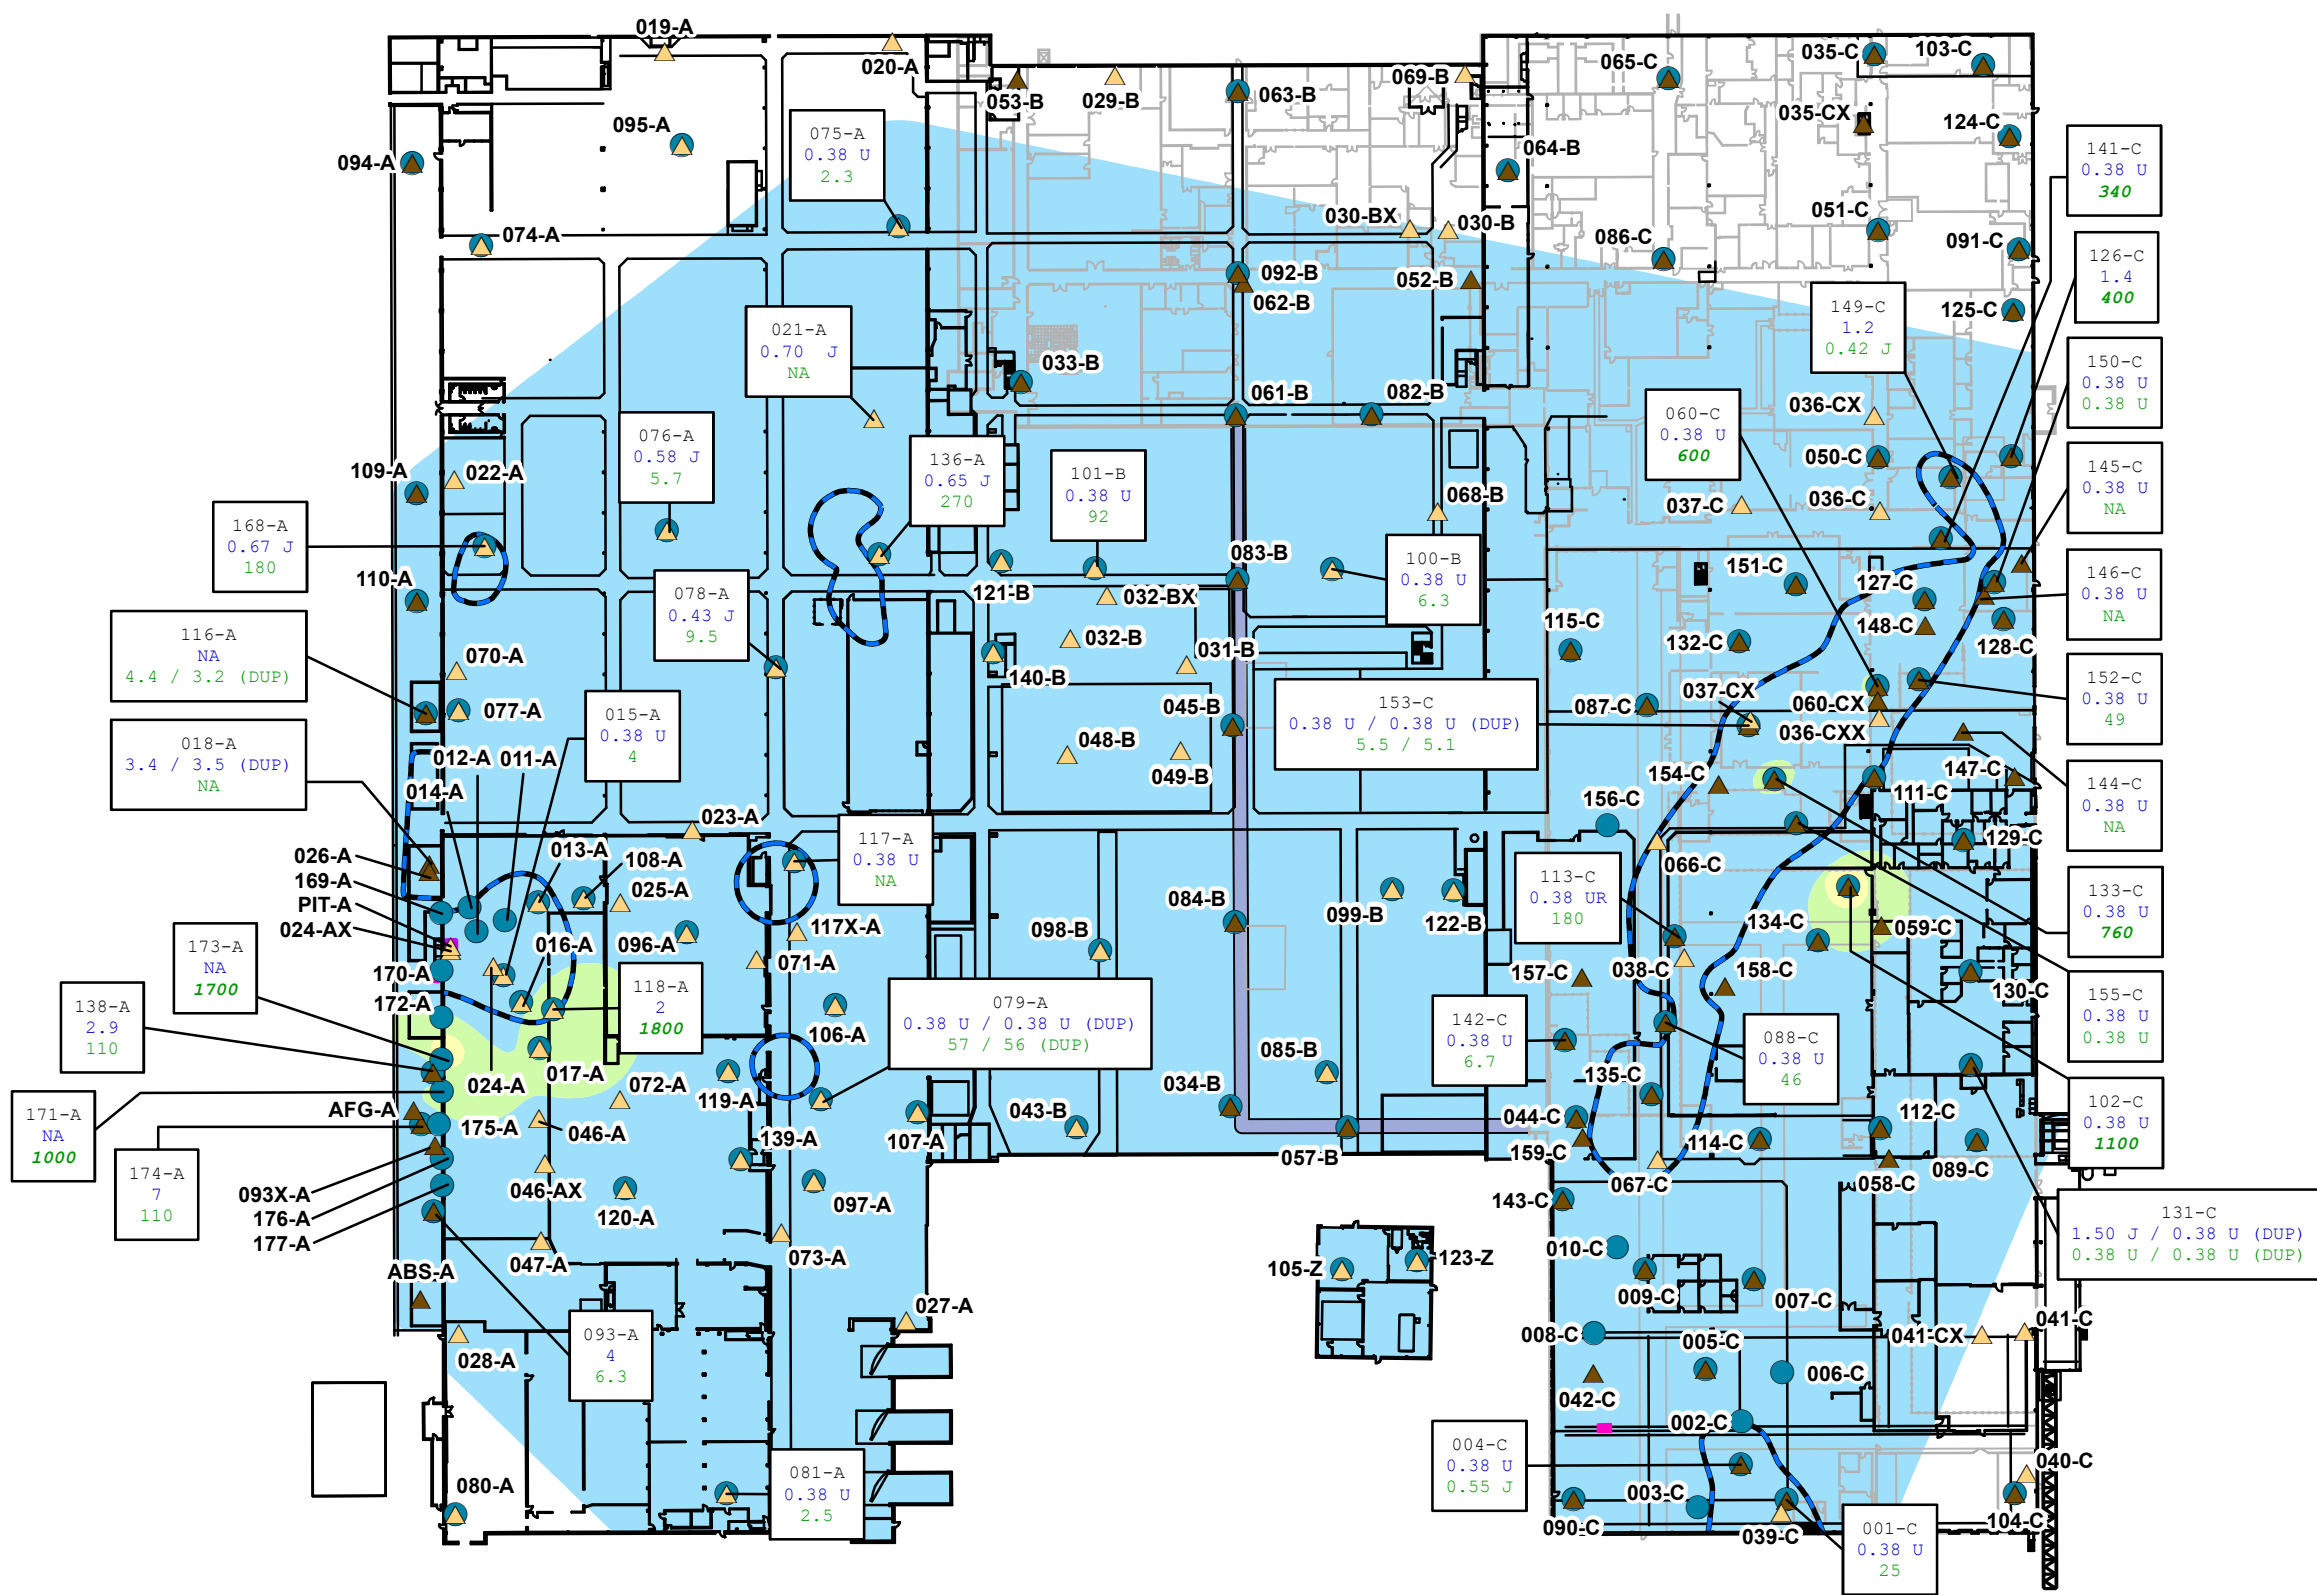 019-A
020-A
053-B
029-B
069-B
063-B
065-C
035-C
103-C
035-CX
124-C
095-A
094-A
075-A
0.38 U
2.3
064-B
141-C
0.38 U
340
074-A
030-BX
030-B
051-C
086-C
091-C
092-B
062-B
052-B
126-C
1.4
400
149-C
1.2
0.42 J
125-C
021-A
0.70 J
NA
033-B
150-C
0.38 U
0.38 U
061-B
082-B
060-C
0.38 U
600
036-CX
076-A
0.58 J
5.7
136-A
0.65 J
270
101-B
0.38 U
92
050-C
145-C
0.38 U
NA
109-A
022-A
068-B
037-C
036-C
168-A
0.67 J
180
083-B
100-B
0.38 U
6.3
146-C
0.38 U
NA
110-A
078-A
0.43 J
9.5
121-B
032-BX
151-C
127-C
148-C
128-C
116-A
NA
4.4 / 3.2 (DUP)
070-A
032-B
031-B
140-B
115-C
132-C
152-C
0.38 U
49
077-A
015-A
0.38 U
4
045-B
153-C
0.38 U / 0.38 U (DUP)
5.5 / 5.1
087-C
037-CX
060-CX
036-CXX
018-A
3.4 / 3.5 (DUP)
NA
012-A
011-A
014-A
048-B
049-B
154-C
147-C
144-C
0.38 U
NA
111-C
156-C
023-A
117-A
0.38 U
NA
129-C
026-A
013-A
108-A
066-C
169-A
025-A
113-C
0.38 UR
180
133-C
0.38 U
760
PIT-A
024-AX
084-B
099-B
122-B
134-C
059-C
173-A
NA
1700
016-A
096-A
117X-A
098-B
170-A
071-A
157-C
038-C
158-C
130-C
172-A
118-A
2
1800
079-A
0.38 U / 0.38 U (DUP)
57 / 56 (DUP)
155-C
0.38 U
0.38 U
138-A
2.9
110
106-A
142-C
0.38 U
6.7
088-C
0.38 U
46
085-B
017-A
024-A
072-A
119-A
034-B
135-C
102-C
0.38 U
1100
171-A
NA
1000
AFG-A
175-A
046-A
139-A
107-A
043-B
044-C
112-C
057-B
159-C
114-C
089-C
174-A
7
110
093X-A
046-AX
176-A
120-A
097-A
177-A
143-C
067-C
058-C
131-C
1.50 J / 0.38 U (DUP)
0.38 U / 0.38 U (DUP)
047-A
073-A
010-C
ABS-A
105-Z
123-Z
009-C
007-C
027-A
041-C
093-A
4
6.3
028-A
008-C
005-C
041-CX
006-C
042-C
002-C
004-C
0.38 U
0.55 J
040-C
081-A
0.38 U
2.5
080-A
003-C
090-C
039-C
104-C
001-C
0.38 U
25